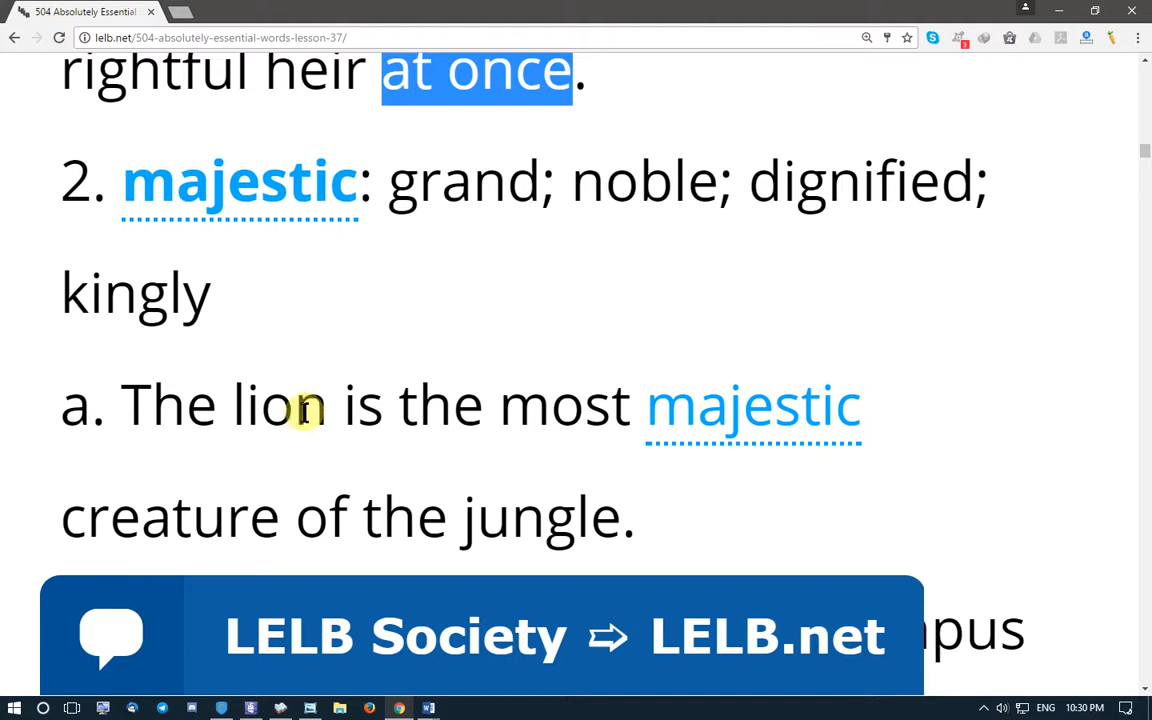 504 Absolutely Essential
lelb.net/504-absolutely-essential-words-lesson-37/
rightful heir at once.
2. majestic: grand; noble; dignified;
kingly
a. The lion is the most majestic
creature of the jungle.
LELB Society ⇨ LELB.net
ENG 10:30 PM